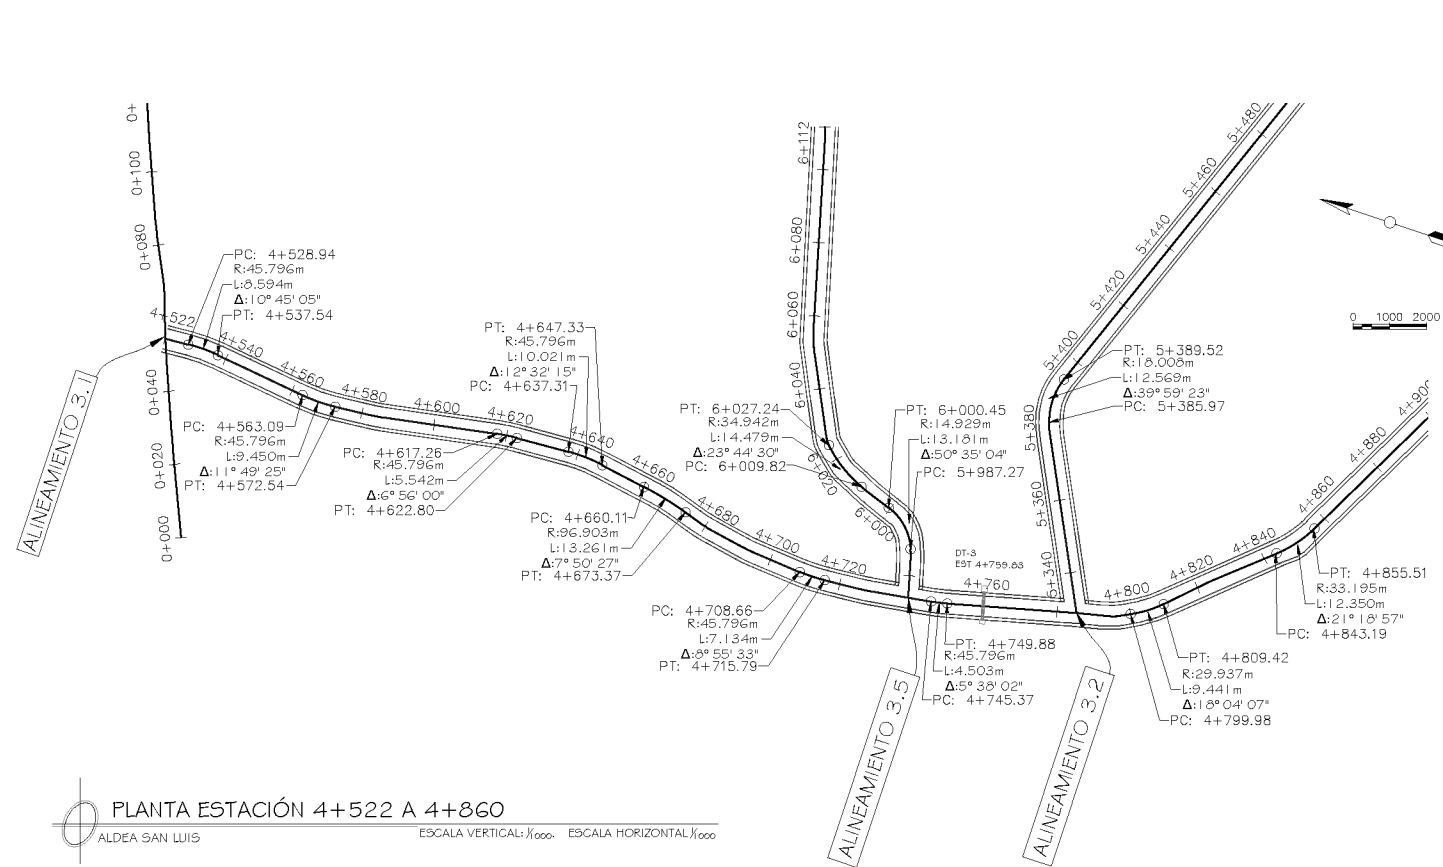 0+
0+100
0+080
0+040
0+020
0+000
4+522
4+540
4+560
4+580
4+600
4+620
4+640
4+660
4+680
4+700
4+720
4+760
4+800
4+820
4+840
4+860
4+880
4+900
PC: 4+528.94
R:45.796m
L:8.594m
Δ:10° 45' 05"
PT: 4+537.54
PC: 4+563.09
R:45.796m
L:9.450m
Δ:11° 49' 25"
PT: 4+572.54
PC: 4+617.26
R:45.796m
L:5.542m
Δ:6° 56' 00"
PT: 4+622.80
PT: 4+647.33
R:45.796m
L:10.021m
Δ:12° 32' 15"
PC: 4+637.31
PC: 4+660.11
R:96.903m
L:13.261m
Δ:7° 50' 27"
PT: 4+673.37
PC: 4+708.66
R:45.796m
L:7.134m
Δ:8° 55' 33"
PT: 4+715.79
6+112
6+080
6+060
6+040
6+020
6+000
PT: 6+027.24
R:34.942m
L:14.479m
Δ:23° 44' 30"
PC: 6+009.82
PT: 6+000.45
R:14.929m
L:13.181m
Δ:50° 35' 04"
PC: 5+987.27
DT-3
EST 4+759.83
PT: 4+749.88
R:45.796m
L:4.503m
Δ:5° 38' 02"
PC: 4+745.37
5+480
5+460
5+440
5+420
5+400
5+380
5+360
5+340
PT: 5+389.52
R:18.008m
L:12.569m
Δ:39° 59' 23"
PC: 5+385.97
PT: 4+855.51
R:33.195m
L:12.350m
Δ:21° 18' 57"
PC: 4+843.19
PT: 4+809.42
R:29.937m
L:9.441m
Δ:18° 04' 07"
PC: 4+799.98
0 1000 2000
ALINEAMIENTO 3.1
ALINEAMIENTO 3.5
ALINEAMIENTO 3.2
PLANTA ESTACIÓN 4+522 A 4+860
ALDEA SAN LUIS
ESCALA VERTICAL: 1/1000. ESCALA HORIZONTAL 1/1000